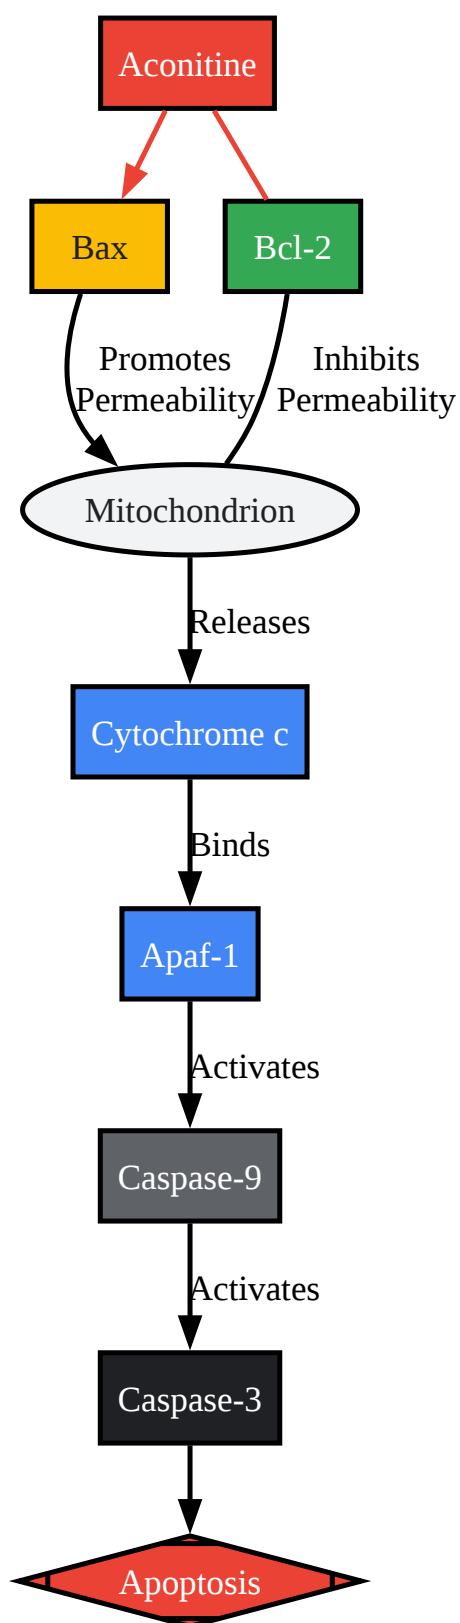 Aconitine
Bax
Bcl-2
Promotes
Permeability
Inhibits
Permeability
Mitochondrion
Releases
Cytochrome c
Binds
Apaf-1
Activates
Caspase-9
Activates
Caspase-3
Apoptosis